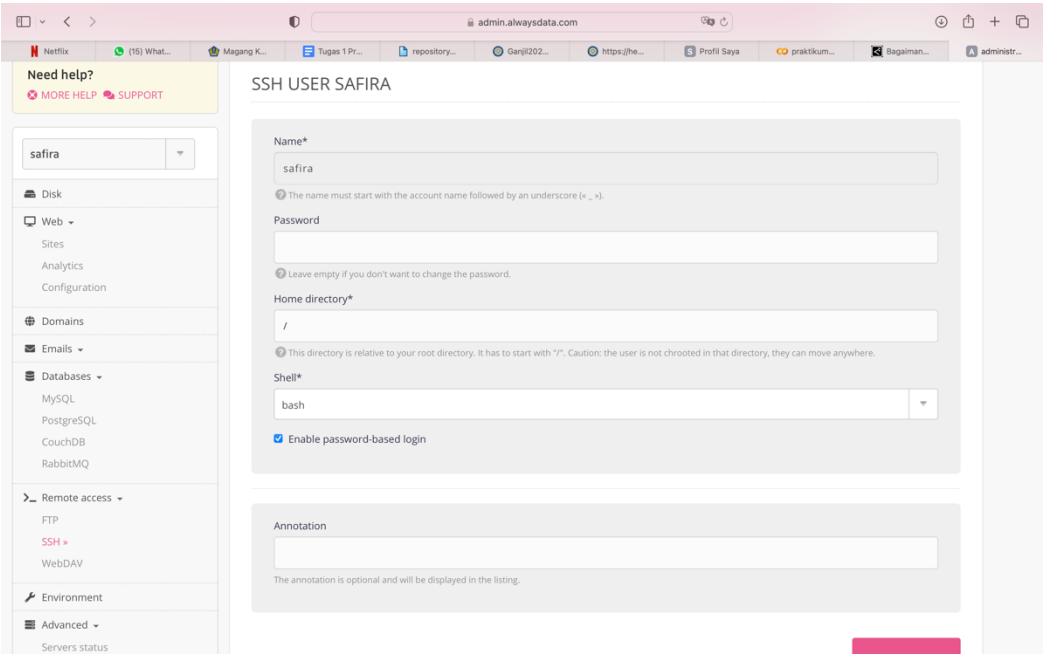 admin.alwaysdata.com
Netflix
(15) What...
Magang K...
Tugas 1 Pr...
repository...
Ganjil202...
https://he...
Profil Saya
praktikum...
Bagaiman...
administr...
Need help?
MORE HELP SUPPORT
safira
Disk
Web
Sites
Analytics
Configuration
Domains
Emails
Databases
MySQL
PostgreSQL
CouchDB
RabbitMQ
Remote access
FTP
SSH »
WebDAV
Environment
Advanced
Servers status
SSH USER SAFIRA
Name*
safira
The name must start with the account name followed by an underscore (« _ »).
Password
Leave empty if you don't want to change the password.
Home directory*
/
This directory is relative to your root directory. It has to start with "/". Caution: the user is not chrooted in that directory, they can move anywhere.
Shell*
bash
Enable password-based login
Annotation
The annotation is optional and will be displayed in the listing.